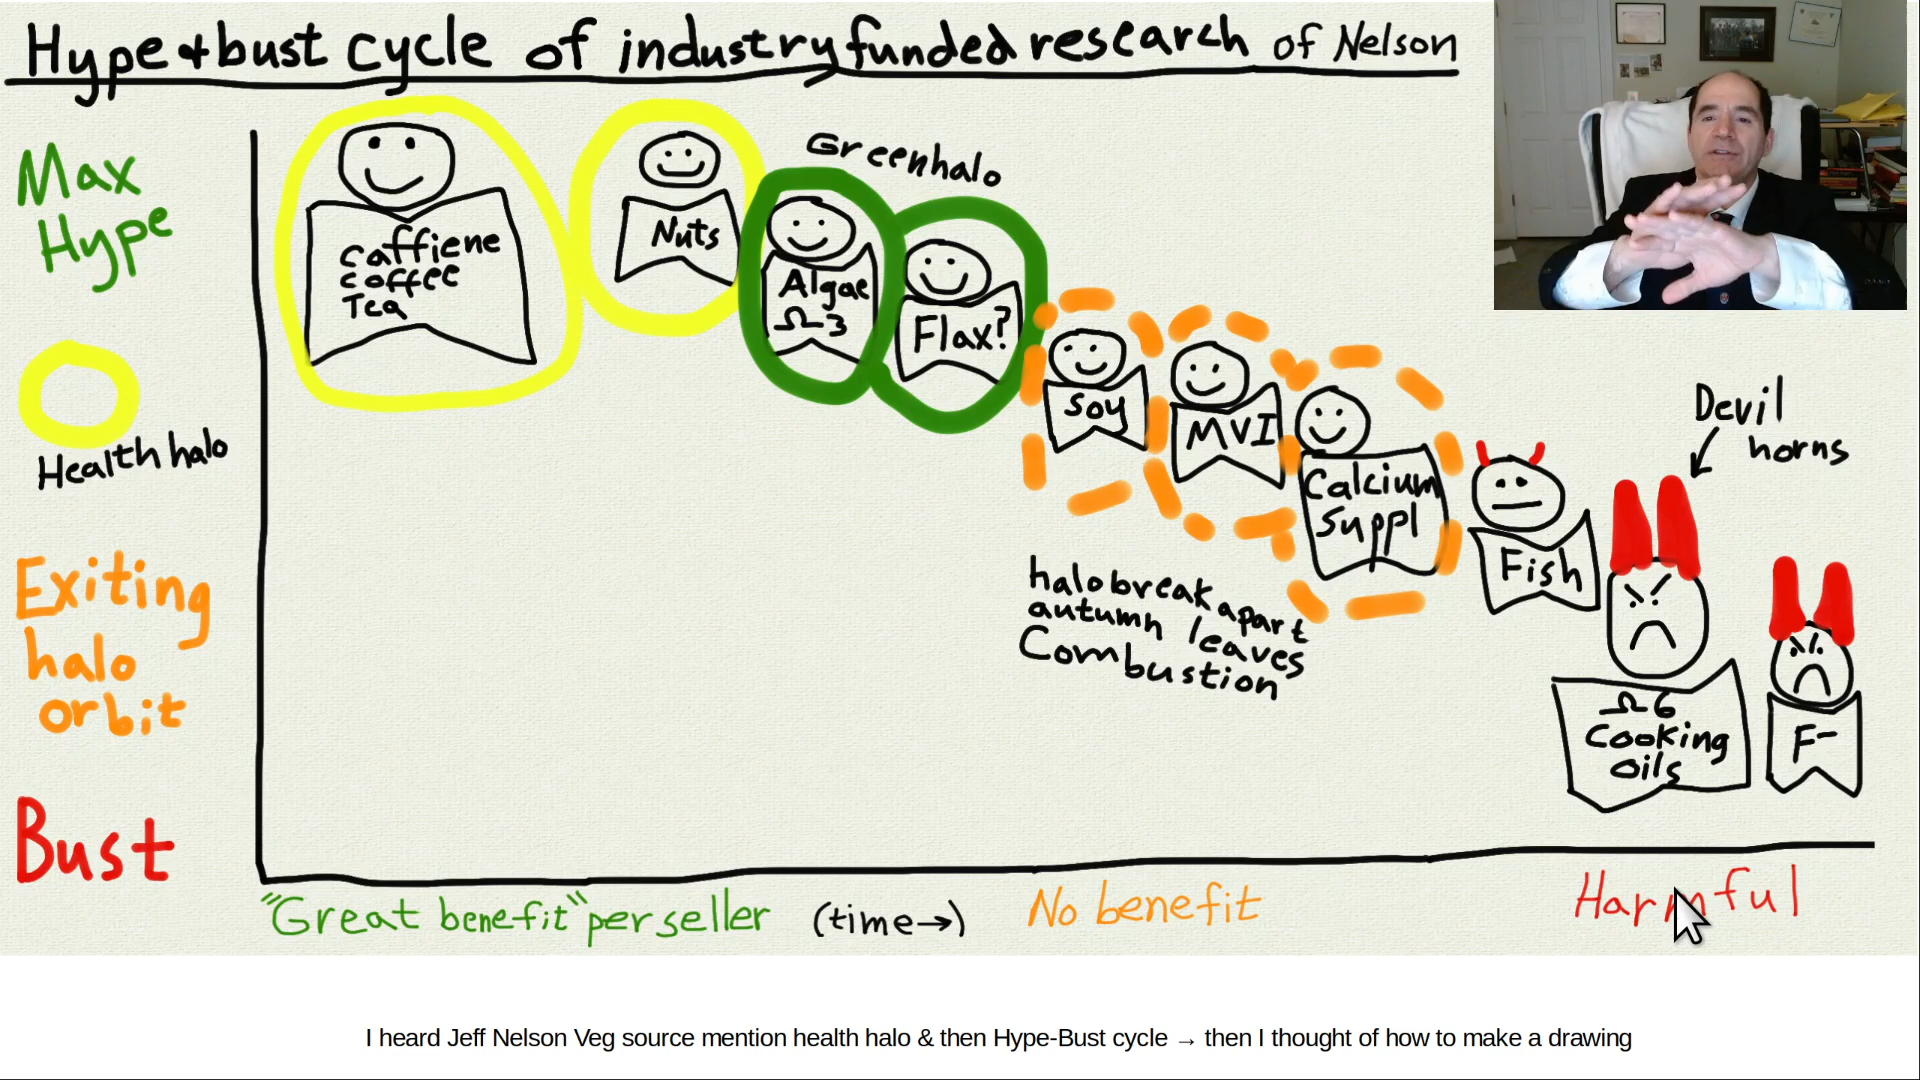 Hype + bust cycle of industry funded research of Nelson
Max
Hype
Health halo
Exiting
halo
orbit
Bust
Caffiene
coffee
Tea
Nuts
Greenhalo
Algae
Ω3
Flax?
Soy
MVI
Calcium
Suppl
Fish
Devil
horns
Ω6
Cooking
oils
F-
halo break apart
autumn leaves
Combustion
"Great benefit" per seller
(time→)
No benefit
Harmful
I heard Jeff Nelson Veg source mention health halo & then Hype-Bust cycle → then I thought of how to make a drawing